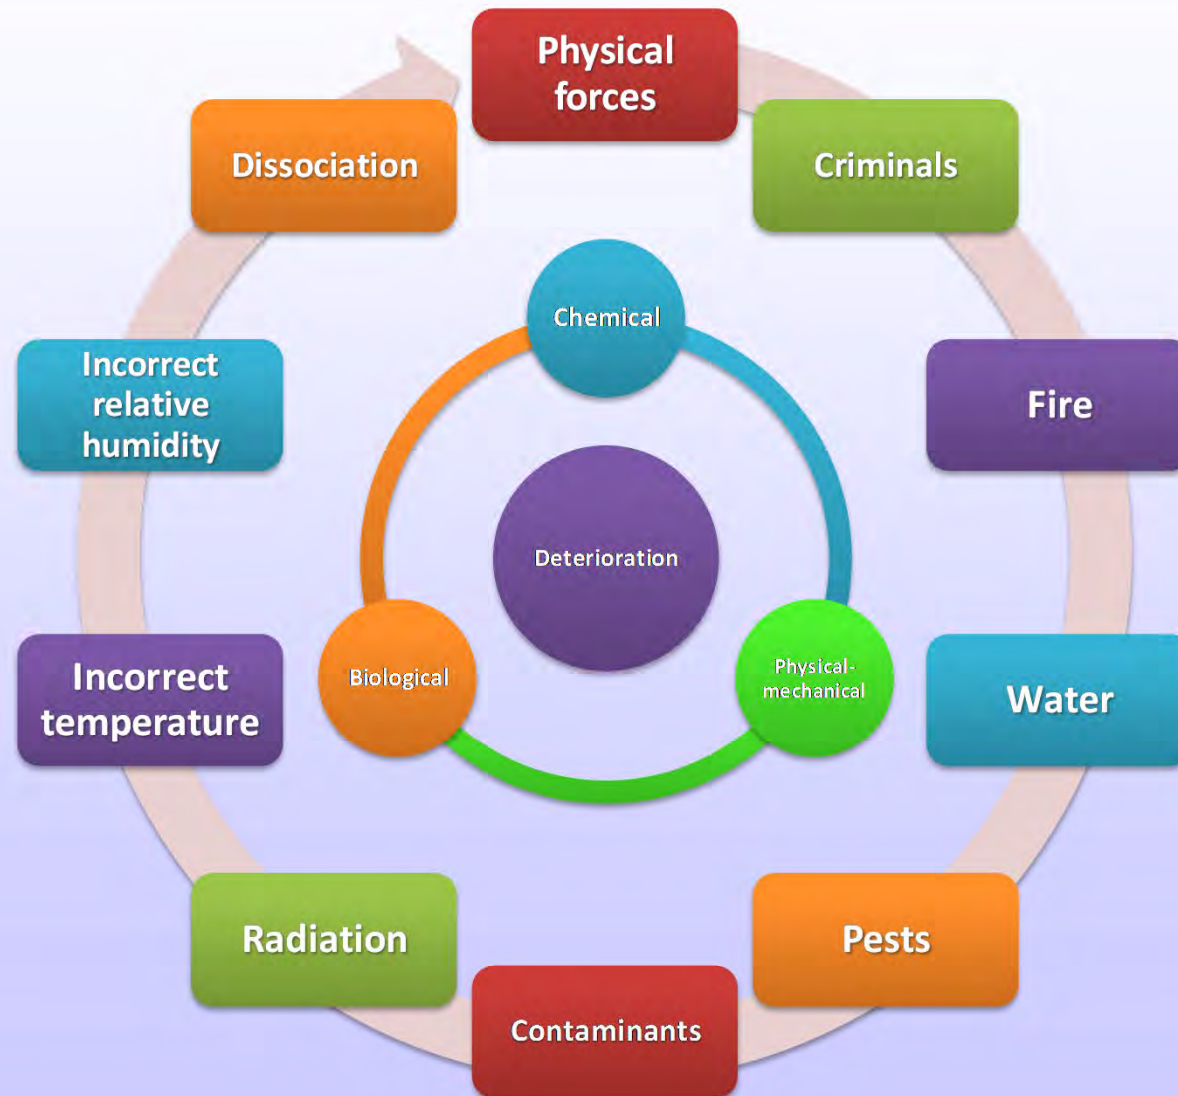 Physical
forces
Criminals
Fire
Water
Pests
Contaminants
Radiation
Incorrect
temperature
Incorrect
relative
humidity
Dissociation
Chemical
Physical-
mechanical
Biological
Deterioration